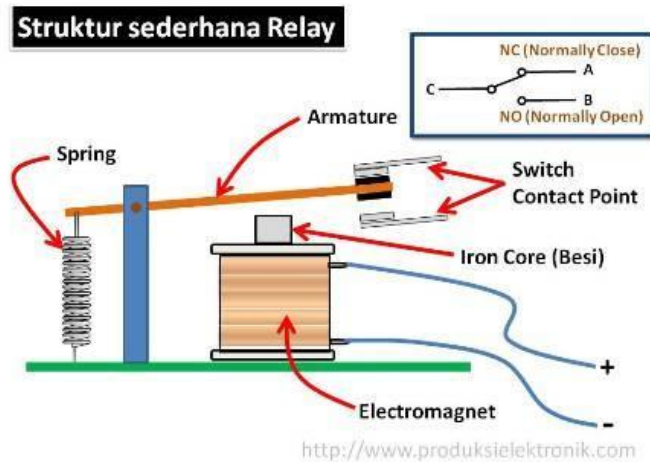 Struktur sederhana Relay
NC (Normally Close)
A
C
B
NO (Normally Open)
Armature
Spring
Switch
Contact Point
Iron Core (Besi)
+
Electromagnet
-
http://www.produksielektronik.com